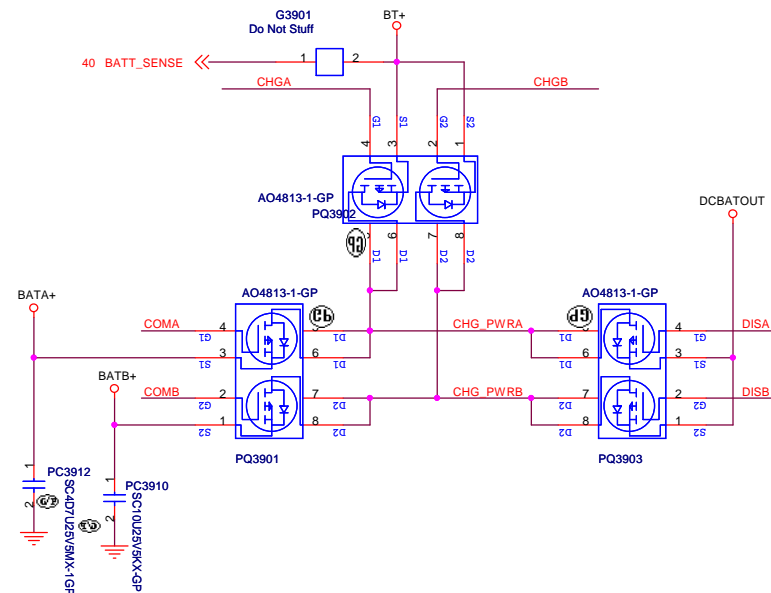 G3901
Do Not Stuff
BT+
40 BATT_SENSE
1 2
CHGA
CHGB
G1
S1
G2
S2
4 3 2 1
DCBATOUT
AO4813-1-GP
PQ3902
6 7 8
D1 D1 D2 D2
BATA+
AO4813-1-GP
AO4813-1-GP
COMA 4 G1
D1 CHG_PWRA D1
4 DISA
G1
3 S1
6 D1
6 D1
3 S1
BATB+
COMB 2 G2
7 D2 CHG_PWRB 7 D2
2 DISB
G2
1 S2
8 D2
8 D2
1 S2
PQ3901
PQ3903
1
PC3912
2
SC4D7U25V5MX-1GP
1
PC3910
2
SC10U25V5KX-GP